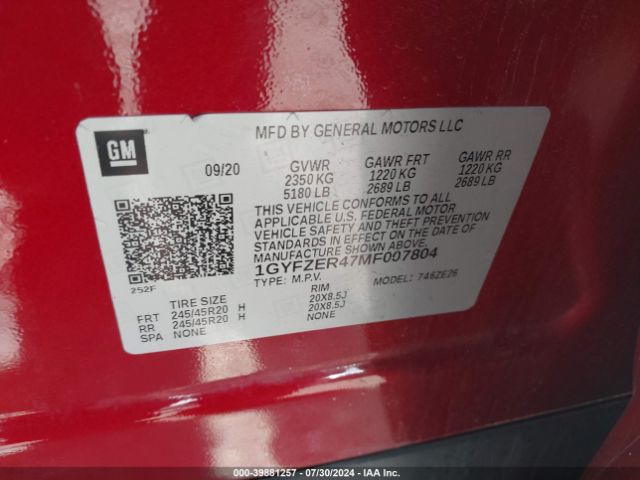 MFD BY GENERAL MOTORS LLC
GM
09/20
GVWR GAWR FRT GAWR RR
2350 KG 1220 KG 1220 KG
5180 LB 2689 LB 2689 LB
THIS VEHICLE CONFORMS TO ALL
APPLICABLE U.S. FEDERAL MOTOR
VEHICLE SAFETY AND THEFT PREVENTION
STANDARDS IN EFFECT ON THE DATE OF
MANUFACTURE SHOWN ABOVE.
1GYFZER47MF007804
TYPE: M.P.V. MODEL: 746ZE26
252F
TIRE SIZE RIM
FRT 245/45R20 H 20X8.5J
RR 245/45R20 H 20X8.5J
SPA NONE NONE
000-39881257 - 07/30/2024 - IAAI.COM